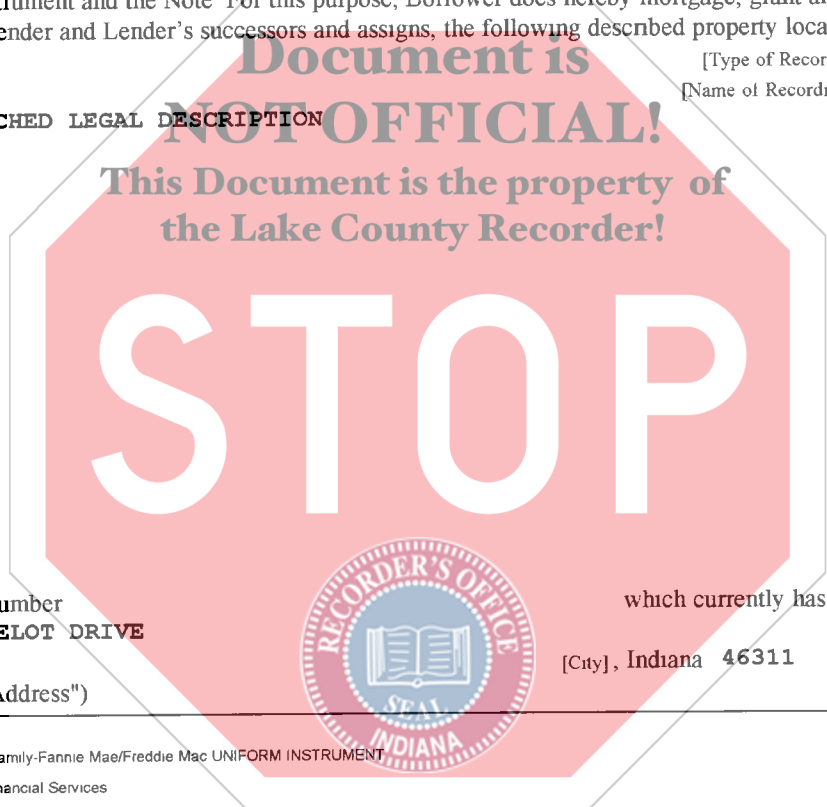 trument and the Note For this purpose, Borrower does hereby mortgage, grant an
ender and Lender's successors and assigns, the following described property loca
Document is
[Type of Recor
NOT OFFICIAL!
[Name of Recordi
CHED LEGAL DESCRIPTION
This Document is the property of
the Lake County Recorder!
STOP
RECORDER'S OFFICE
SEAL
INDIANA
umber
which currently has
ELOT DRIVE
[City], Indiana 46311
Address")
amily-Fannie Mae/Freddie Mac UNIFORM INSTRUMENT
nancial Services